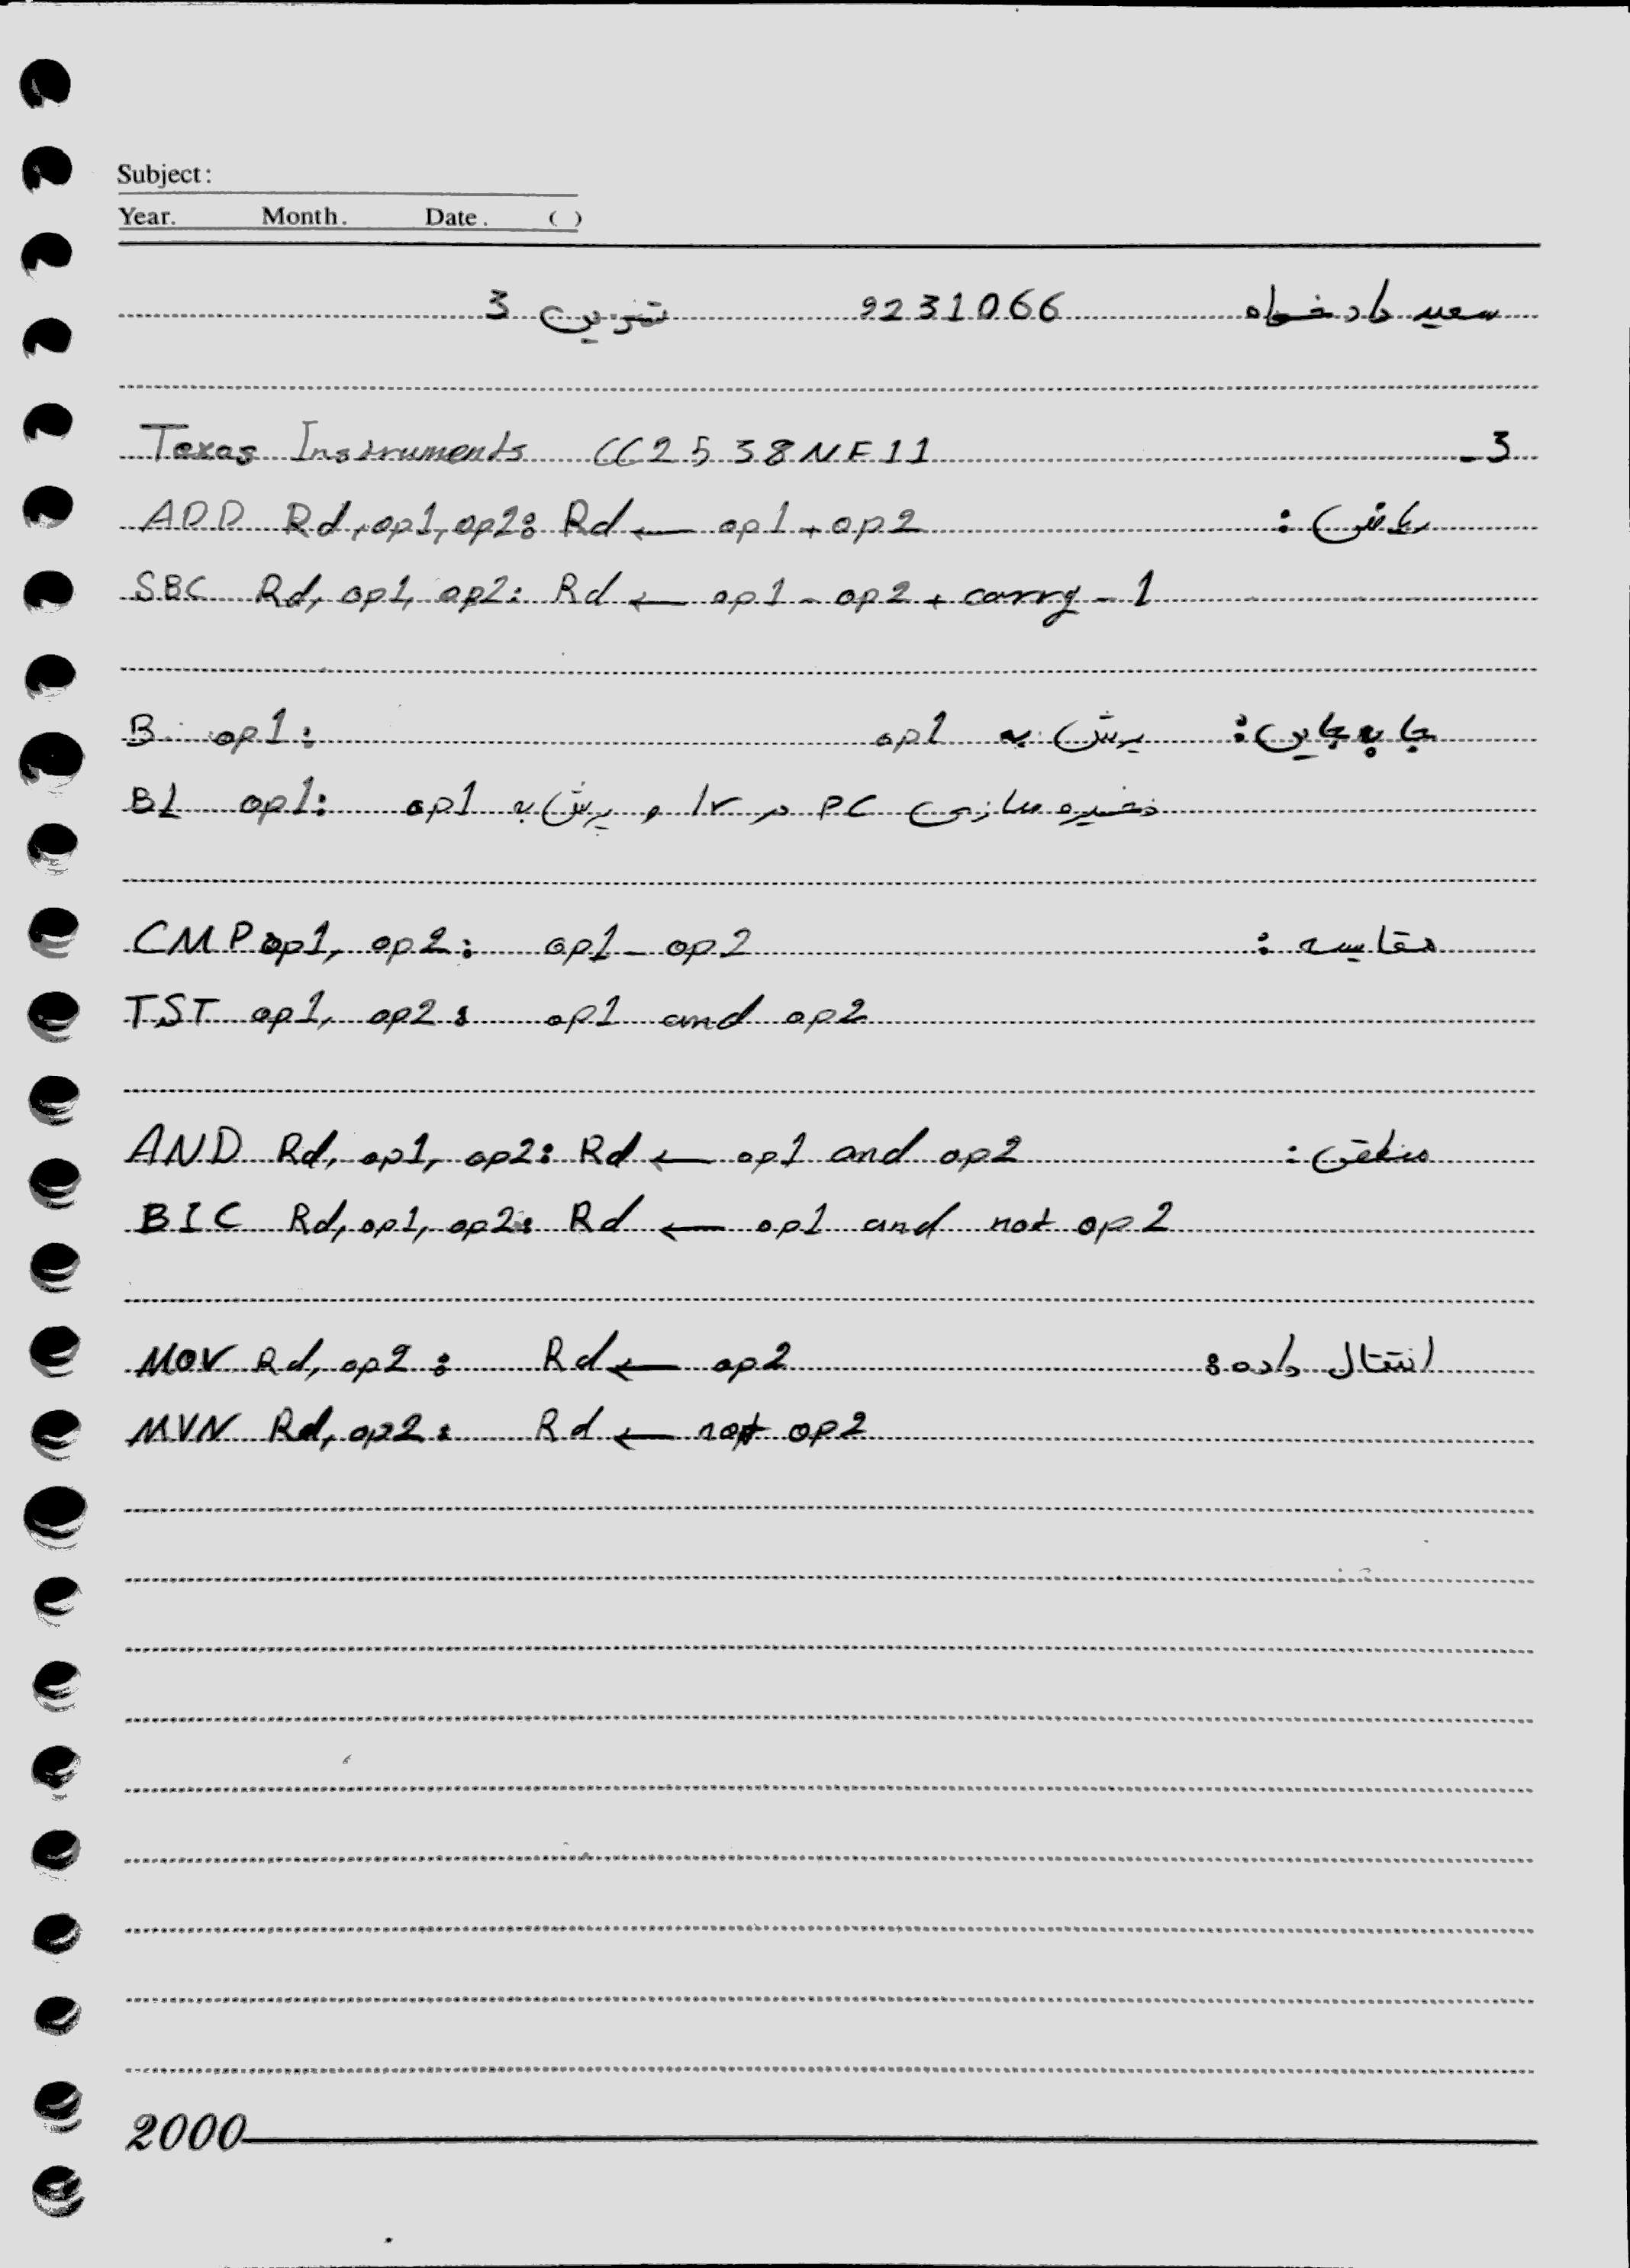 Subject:
Year. Month. Date. ( )
سعید دادخواه 9231066 تمرین 3
3- Texas Instruments CC2538NF11
ریاضی: ADD Rd, op1, op2: Rd ← op1 + op2
SBC Rd, op1, op2: Rd ← op1 - op2 + carry - 1
جا به جایی: B op1: پرش به op1
BL op1: ذخیره سازی PC در lr و پرش به op1
مقایسه: CMP op1, op2: op1 - op2
TST op1, op2: op1 and op2
منطقی: AND Rd, op1, op2: Rd ← op1 and op2
BIC Rd, op1, op2: Rd ← op1 and not op2
انتقال داده: MOV Rd, op2: Rd ← op2
MVN Rd, op2: Rd ← not op2
2000